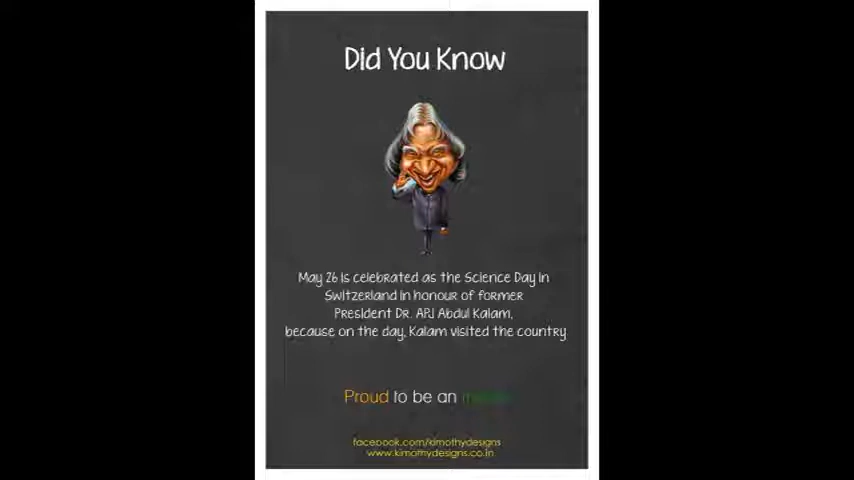 Did You Know
May 26 is celebrated as the Science Day in
Switzerland in honour of former
President Dr. APJ Abdul Kalam,
because on the day, Kalam visited the country
Proud to be an
facebook.com/kimothydesigns
www.kimothydesigns.co.in